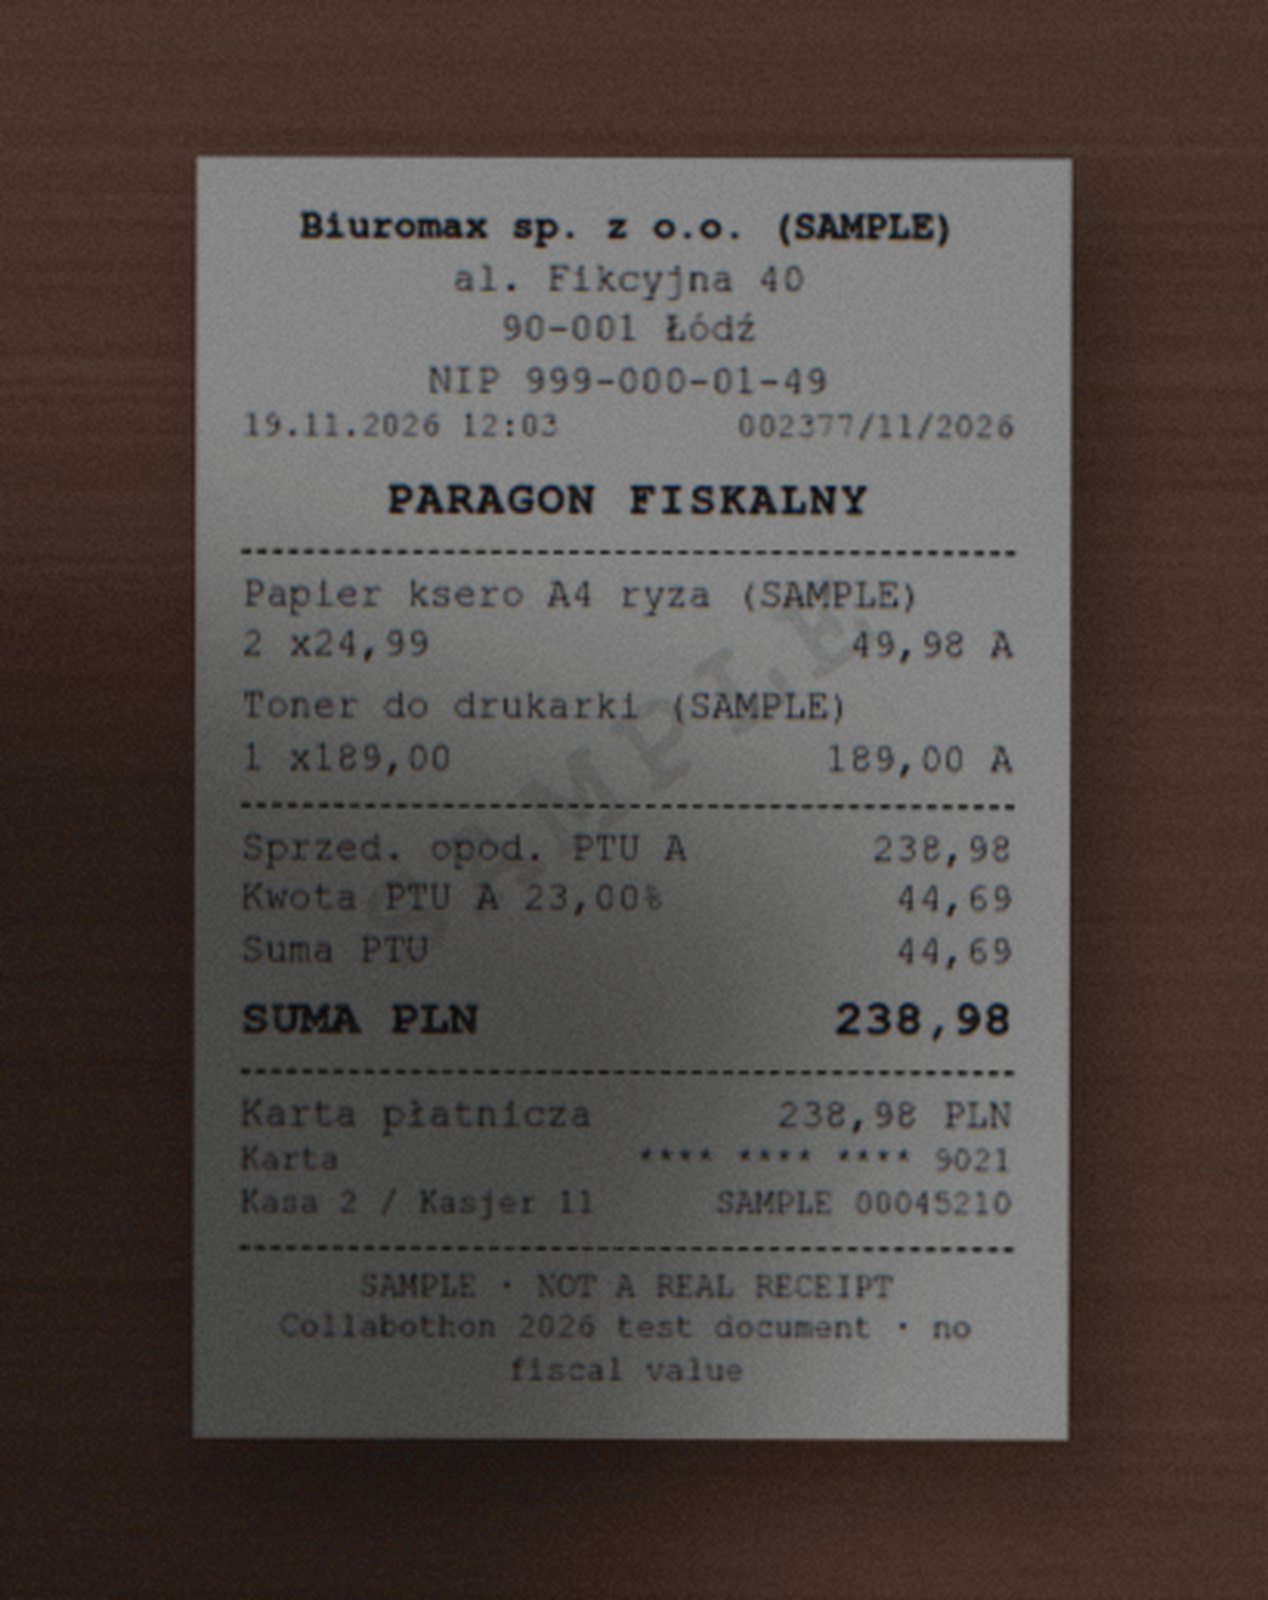 Biuromax sp. z o.o. (SAMPLE)
al. Fikcyjna 40
90-001 Łódź
NIP 999-000-01-49
19.11.2026 12:03 002377/11/2026
PARAGON FISKALNY
Papier ksero A4 ryza (SAMPLE)
2 x24,99 49,98 A
Toner do drukarki (SAMPLE)
1 x189,00 189,00 A
Sprzed. opod. PTU A 238,98
Kwota PTU A 23,00% 44,69
Suma PTU 44,69
SUMA PLN 238,98
Karta płatnicza 238,98 PLN
Karta **** **** **** 9021
Kasa 2 / Kasjer 11 SAMPLE 00045210
SAMPLE · NOT A REAL RECEIPT
Collabothon 2026 test document · no
fiscal value
SAMPLE